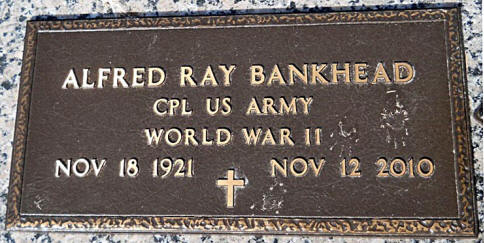 ALFRED RAY BANKHEAD
CPL US ARMY
WORLD WAR II
NOV 18 1921 NOV 12 2010